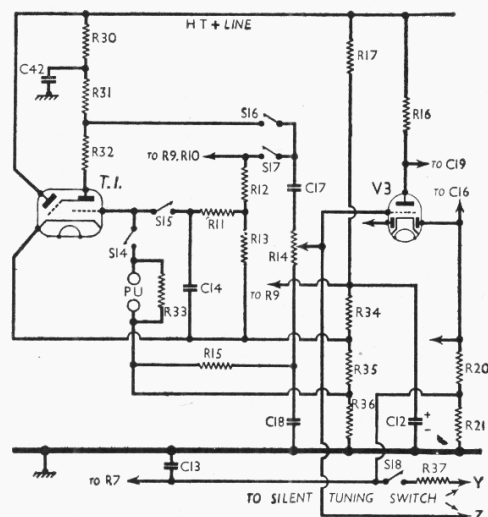 HT + LINE
R30
R17
C42
R31
R16
S16
R32
TO R9, R10
S17
TO C19
T.I.
R12
C17
V3
TO C16
S15
R11
R13
R14
S14
PU
R33
C14
TO R9
R34
R15
R35
R20
R36
C18
C12
+
–
R21
C13
S18
R37
TO R7
Y
TO SILENT TUNING SWITCH
Z